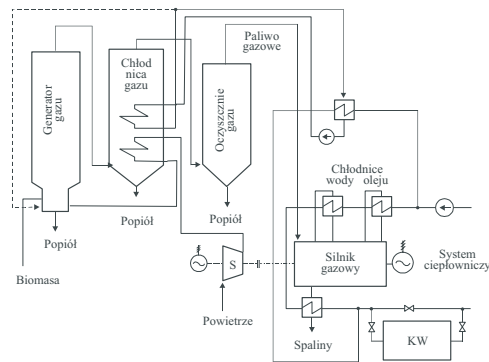 Generator
gazu
Chłod
nica
gazu
Oczyszcznie
gazu
Paliwo
gazowe
Popiół
Popiół
Popiół
Biomasa
Powietrze
S
Chłodnice
wody oleju
Silnik
gazowy
System
ciepłowniczy
Spaliny
KW